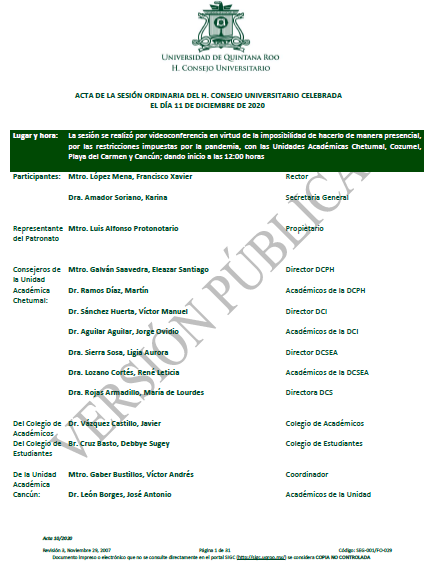 UNIVERSIDAD DE QUINTANA ROO
H. CONSEJO UNIVERSITARIO
ACTA DE LA SESIÓN ORDINARIA DEL H. CONSEJO UNIVERSITARIO CELEBRADA
EL DÍA 11 DE DICIEMBRE DE 2020
Lugar y hora: La sesión se realizó por videoconferencia en virtud de la imposibilidad de hacerlo de manera presencial,
por las restricciones impuestas por la pandemia, con las Unidades Académicas Chetumal, Cozumel,
Playa del Carmen y Cancún; dando inicio a las 12:00 horas
Participantes: Mtro. López Mena, Francisco Xavier Rector
Dra. Amador Soriano, Karina Secretaria General
Representante Mtro. Luis Alfonso Protonotario Propietario
del Patronato
Consejeros de Mtro. Galván Saavedra, Eleazar Santiago Director DCPH
la Unidad
Académica Dr. Ramos Díaz, Martín Académicos de la DCPH
Chetumal:
Dr. Sánchez Huerta, Víctor Manuel Director DCI
Dr. Aguilar Aguilar, Jorge Ovidio Académicos de la DCI
Dra. Sierra Sosa, Ligia Aurora Director DCSEA
Dra. Lozano Cortés, René Leticia Académicos de la DCSEA
Dra. Rojas Armadillo, María de Lourdes Directora DCS
Del Colegio de Dr. Vázquez Castillo, Javier Colegio de Académicos
Académicos
Del Colegio de Br. Cruz Basto, Debbye Sugey Colegio de Estudiantes
Estudiantes
De la Unidad Mtro. Gaber Bustillos, Víctor Andrés Coordinador
Académica
Cancún: Dr. León Borges, José Antonio Académicos de la Unidad
VERSIÓN PÚBLICA
Acta 10/2020
Revisión 3, Noviembre 29, 2007 Página 1 de 31 Código: SEG-001/FO-029
Documento impreso o electrónico que no se consulte directamente en el portal SIGC (http://sigc.uqroo.mx/) se considera COPIA NO CONTROLADA